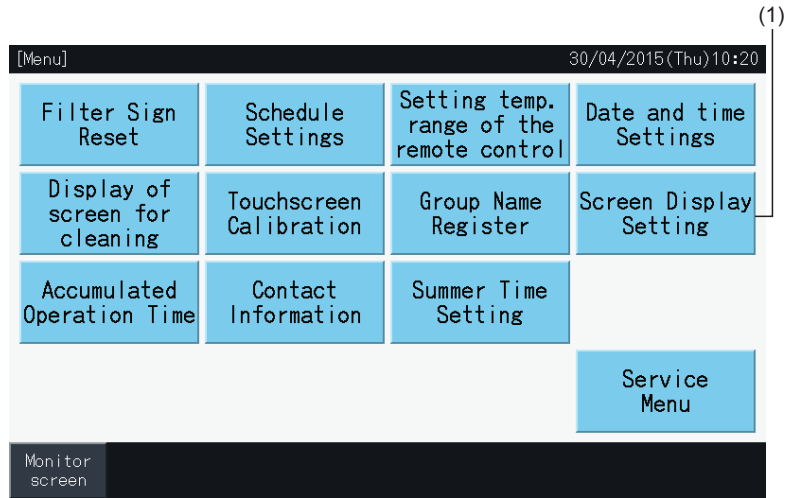 (1)
[Menu] 30/04/2015(Thu)10:20
Filter Sign
Reset
Schedule
Settings
Setting temp.
range of the
remote control
Date and time
Settings
Display of
screen for
cleaning
Touchscreen
Calibration
Group Name
Register
Screen Display
Setting
Accumulated
Operation Time
Contact
Information
Summer Time
Setting
Service
Menu
Monitor
screen